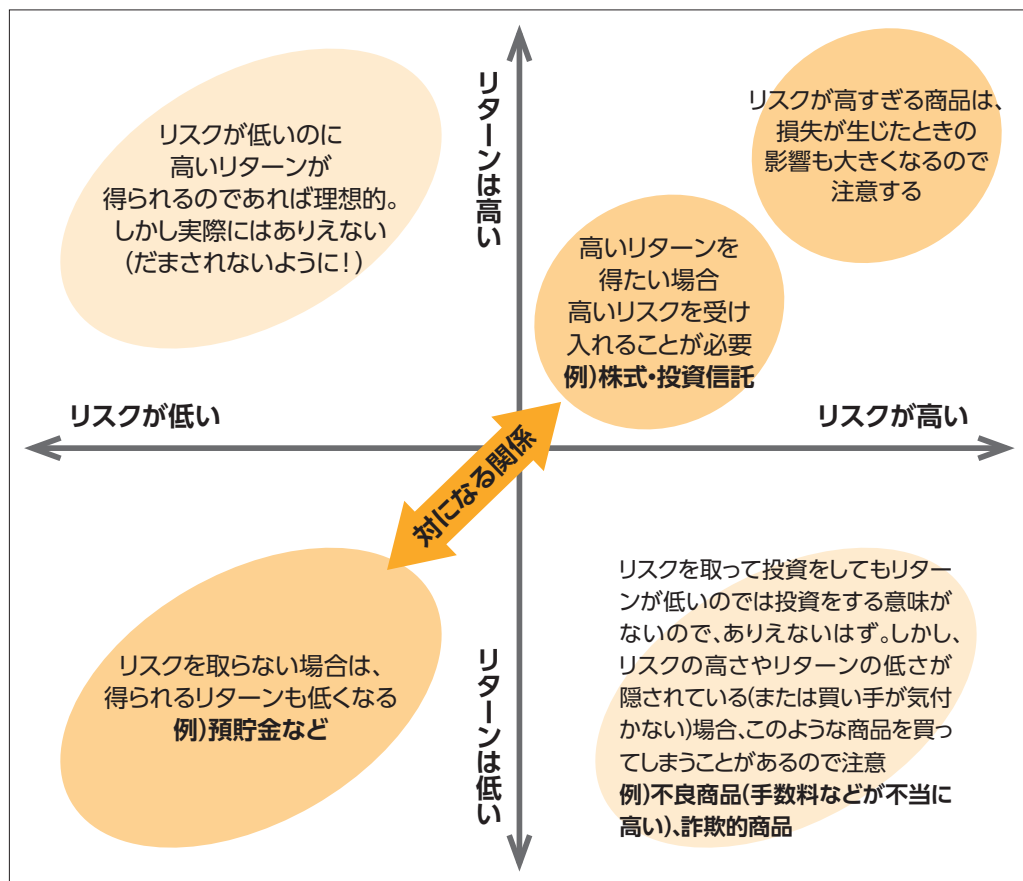 リスクが低いのに
高いリターンが
得られるのであれば理想的。
しかし実際にはありえない
(だまされないように!)
リターンは高い
リスクが高すぎる商品は、
損失が生じたときの
影響も大きくなるので
注意する
高いリターンを
得たい場合
高いリスクを受け
入れることが必要
例)株式・投資信託
リスクが低い
リスクが高い
対になる関係
リスクを取らない場合は、
得られるリターンも低くなる
例)預貯金など
リターンは低い
リスクを取って投資をしてもリター
ンが低いのでは投資をする意味が
ないので、ありえないはず。しかし、
リスクの高さやリターンの低さが
隠されている(または買い手が気付
かない)場合、このような商品を買っ
てしまうことがあるので注意
例)不良商品(手数料などが不当に
高い)、詐欺的商品